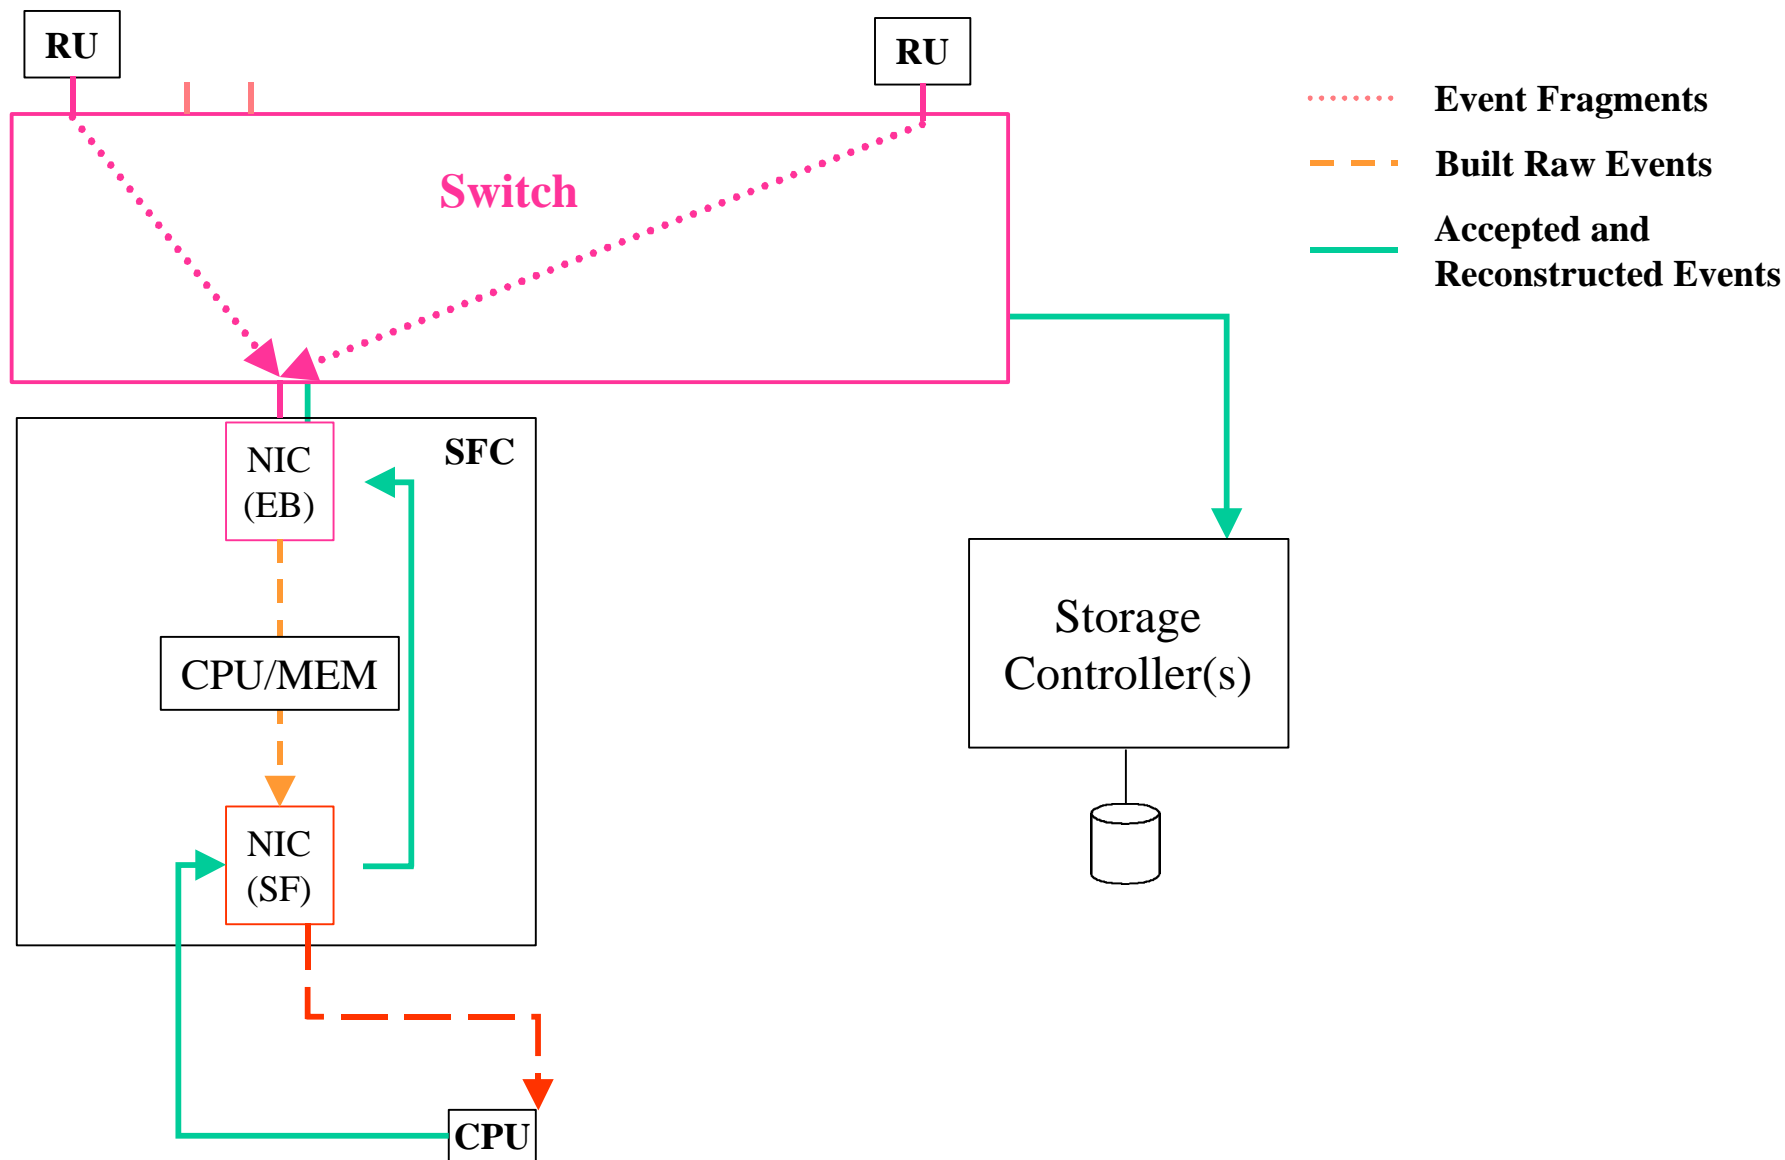 RU
RU
Event Fragments
Built Raw Events
Accepted and
Reconstructed Events
Switch
SFC
NIC
(EB)
CPU/MEM
NIC
(SF)
CPU
Storage
Controller(s)